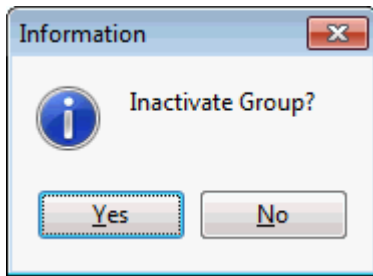 Information
Inactivate Group?
Yes
No